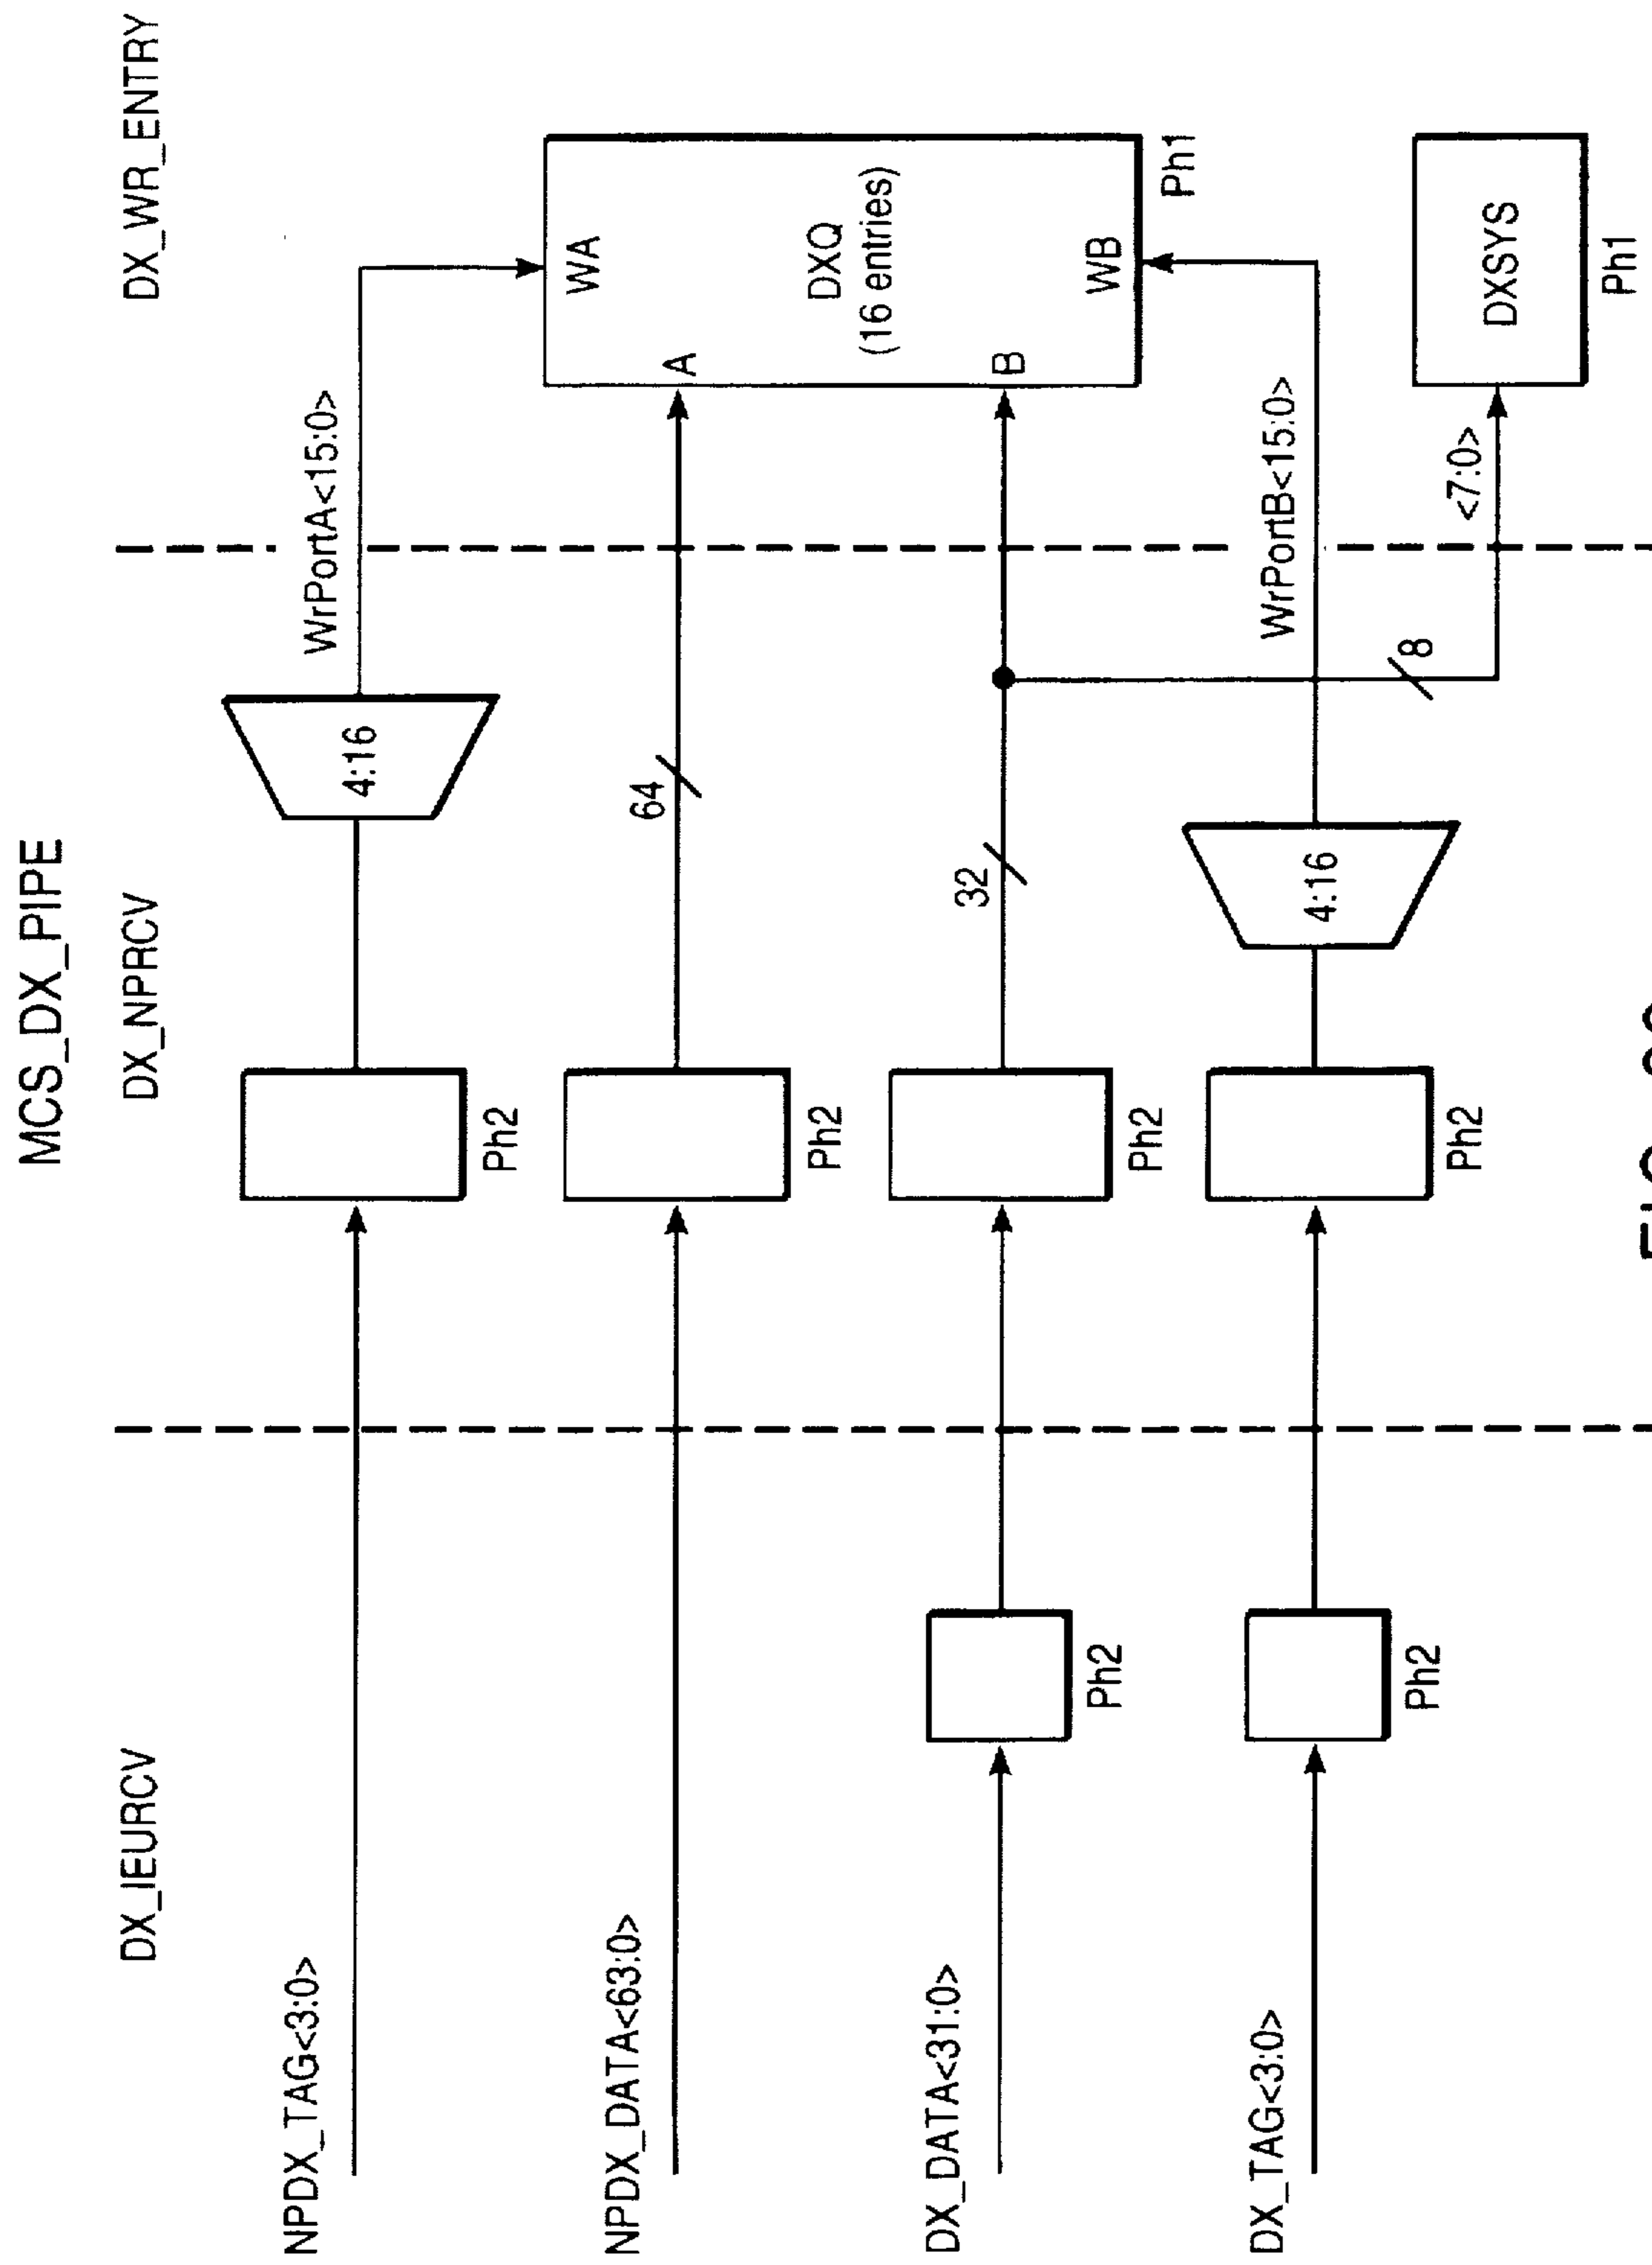 MCS_DX_PIPE
DX_IEURCV
DX_NPRCV
DX_WR_ENTRY
NPDX_TAG<3:0>
Ph2
4:16
WrPortA<15:0>
NPDX_DATA<63:0>
Ph2
64
WA
A
DXQ
(16 entries)
B
WB
Ph1
DX_DATA<31:0>
Ph2
Ph2
32
DX_TAG<3:0>
Ph2
Ph2
4:16
WrPortB<15:0>
8
<7:0>
DXSYS
Ph1